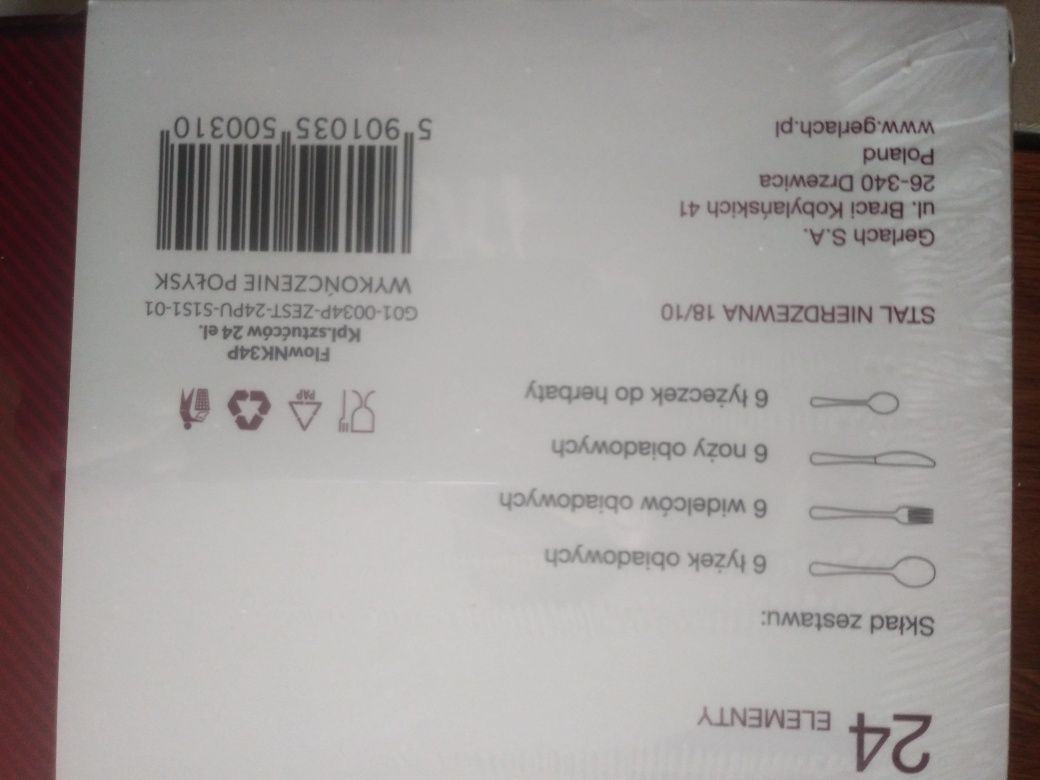 24 ELEMENTY
Skład zestawu:
6 łyżek obiadowych
6 widelców obiadowych
6 noży obiadowych
6 łyżeczek do herbaty
STAL NIERDZEWNA 18/10
Gerlach S.A.
ul. Braci Kobylańskich 41
26-340 Drzewica
Poland
www.gerlach.pl
PAP
FlowNK34P
Kpl.sztućców 24 el.
G01-0034P-ZEST-24PU-S1S1-01
WYKOŃCZENIE POŁYSK
5 901035 500310